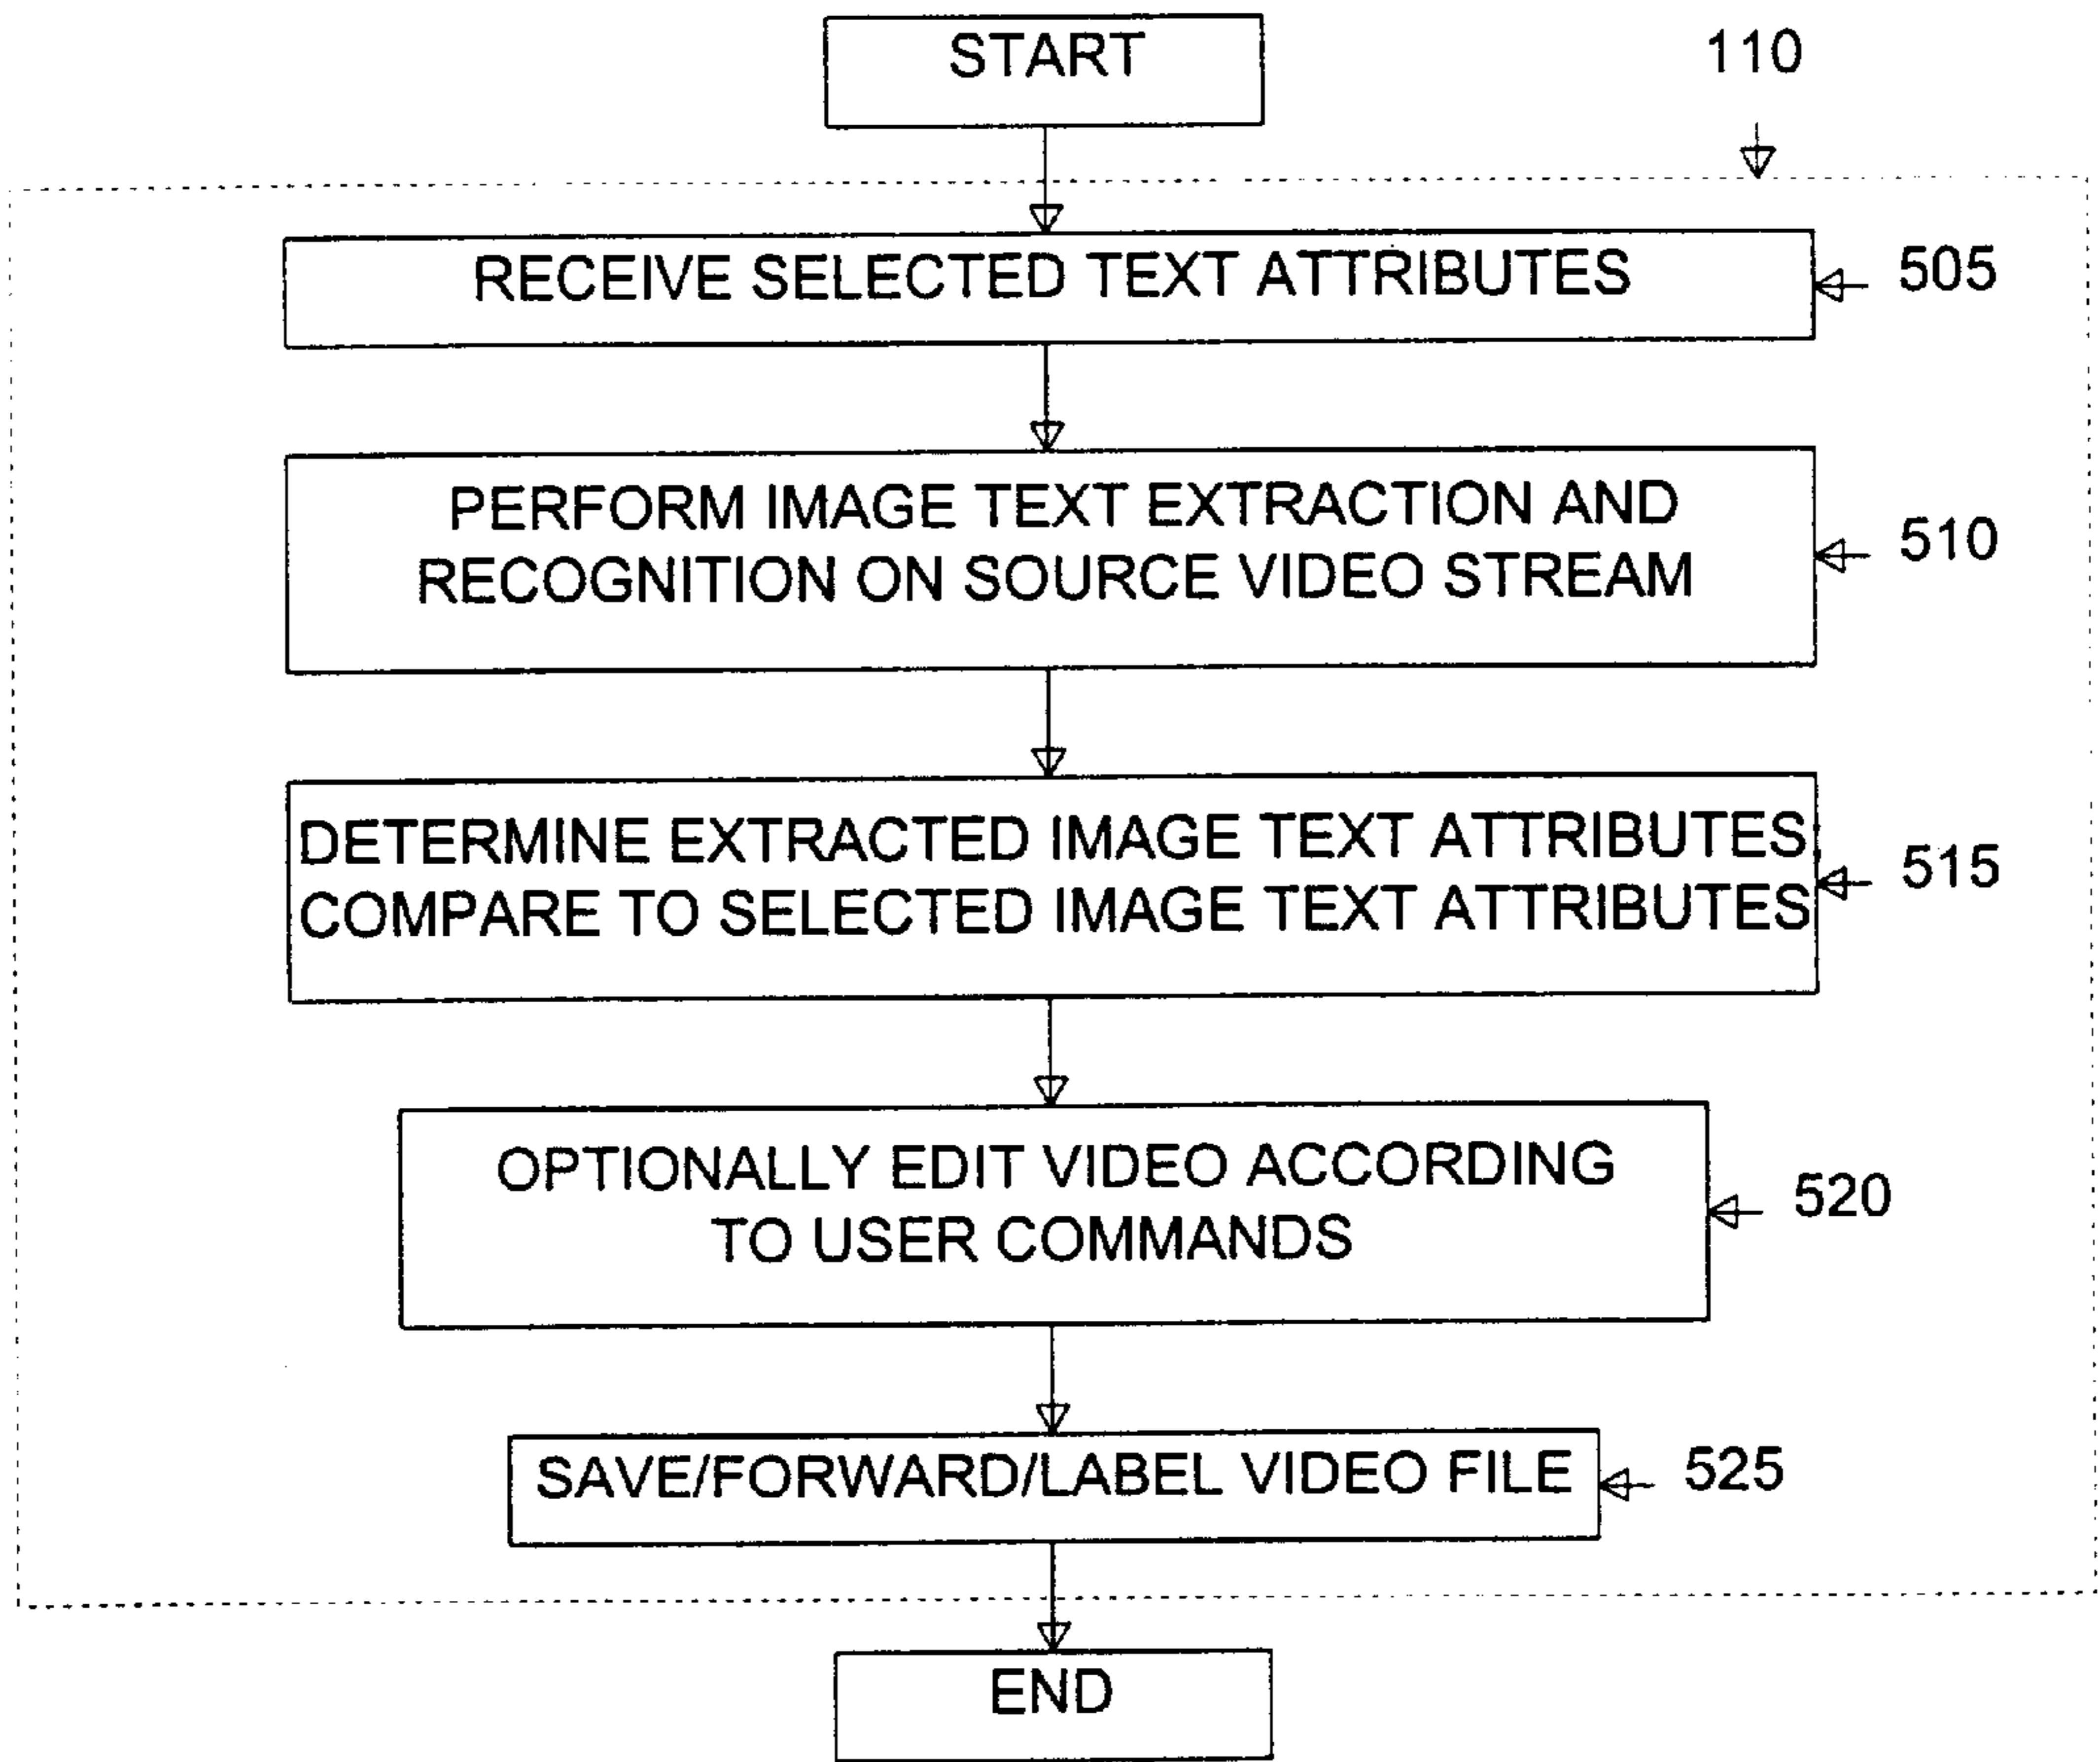 START
110
RECEIVE SELECTED TEXT ATTRIBUTES
505
PERFORM IMAGE TEXT EXTRACTION AND
RECOGNITION ON SOURCE VIDEO STREAM
510
DETERMINE EXTRACTED IMAGE TEXT ATTRIBUTES
COMPARE TO SELECTED IMAGE TEXT ATTRIBUTES
515
OPTIONALLY EDIT VIDEO ACCORDING
TO USER COMMANDS
520
SAVE/FORWARD/LABEL VIDEO FILE
525
END